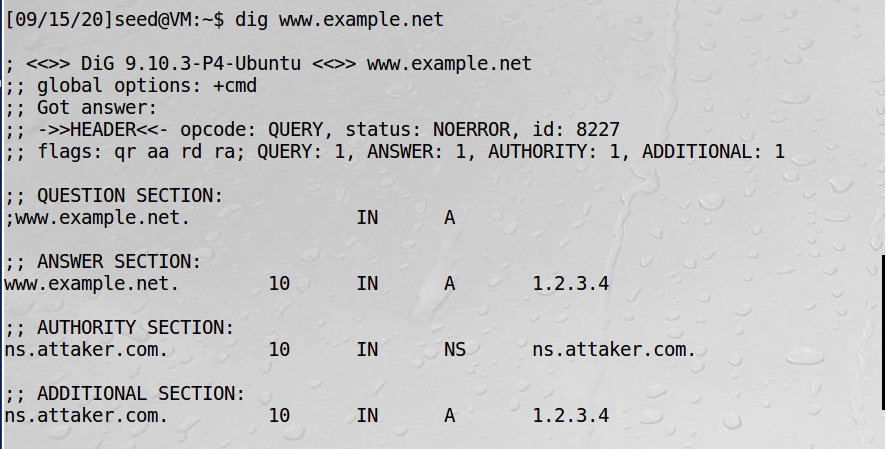 [09/15/20]seed@VM:~$ dig www.example.net
; <<>> DiG 9.10.3-P4-Ubuntu <<>> www.example.net
;; global options: +cmd
;; Got answer:
;; ->>HEADER<<- opcode: QUERY, status: NOERROR, id: 8227
;; flags: qr aa rd ra; QUERY: 1, ANSWER: 1, AUTHORITY: 1, ADDITIONAL: 1
;; QUESTION SECTION:
;www.example.net. IN A
;; ANSWER SECTION:
www.example.net. 10 IN A 1.2.3.4
;; AUTHORITY SECTION:
ns.attaker.com. 10 IN NS ns.attaker.com.
;; ADDITIONAL SECTION:
ns.attaker.com. 10 IN A 1.2.3.4